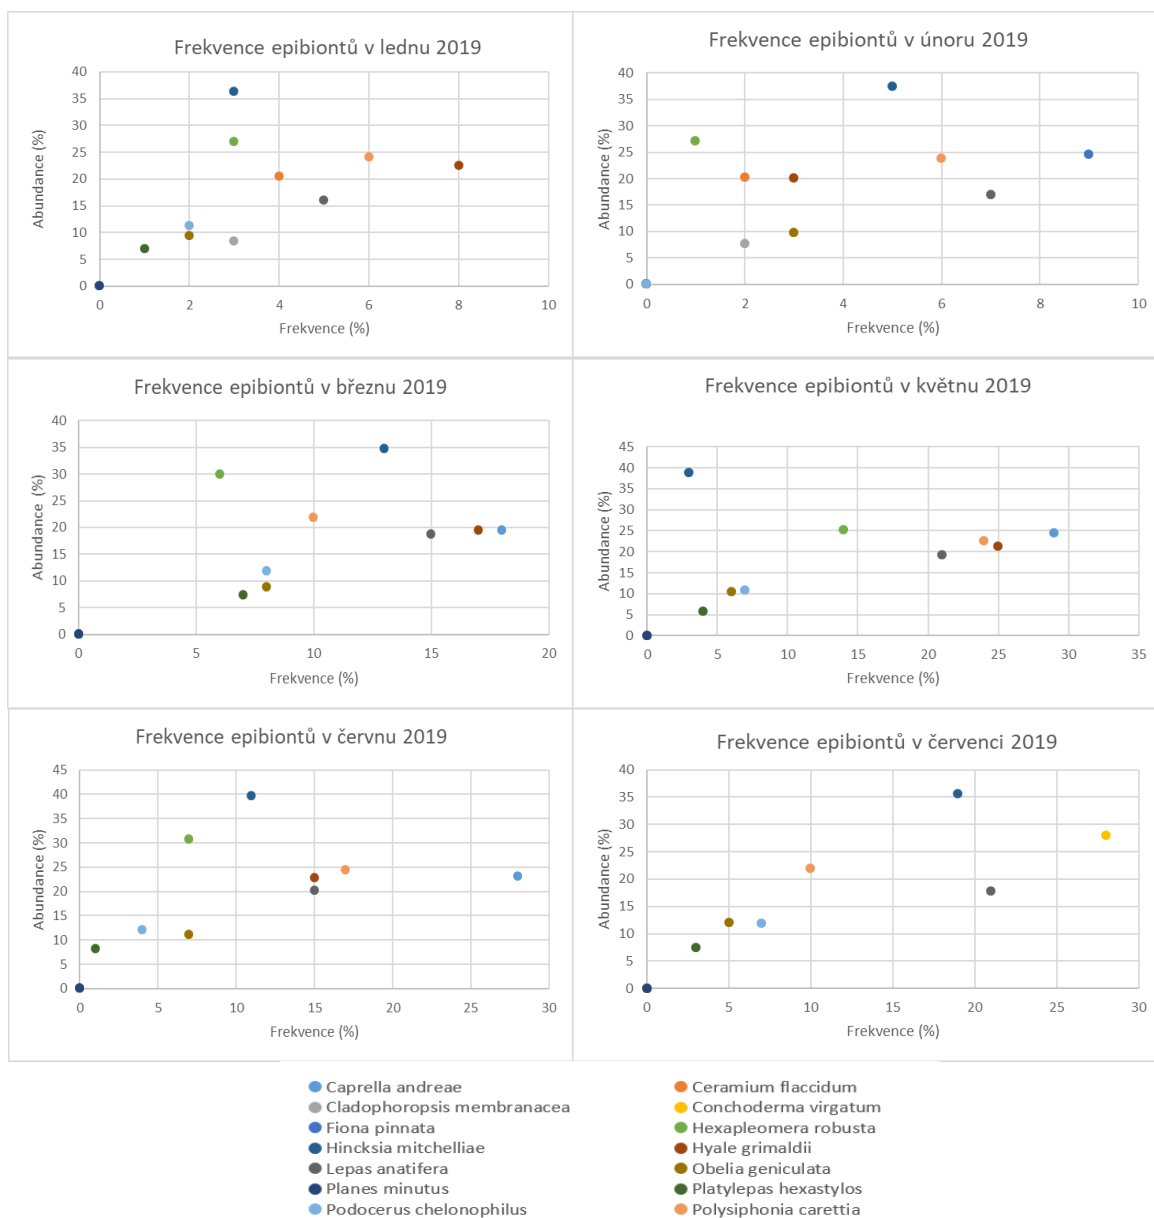 Frekvence epibiontů v lednu 2019
40
35
30
25
20
15
10
5
0
Abundance (%)
0 2 4 6 8 10
Frekvence (%)
Frekvence epibiontů v únoru 2019
40
35
30
25
20
15
10
5
0
Abundance (%)
0 2 4 6 8 10
Frekvence (%)
Frekvence epibiontů v březnu 2019
40
35
30
25
20
15
10
5
0
Abundance (%)
5 10 15 20
Frekvence (%)
Frekvence epibiontů v květnu 2019
45
40
35
30
25
20
15
10
5
0
Abundance (%)
0 5 10 15 20 25 30 35
Frekvence (%)
Frekvence epibiontů v červnu 2019
45
40
35
30
25
20
15
10
5
0
Abundance (%)
0 5 10 15 20 25 30
Frekvence (%)
Frekvence epibiontů v červenci 2019
40
35
30
25
20
15
10
5
0
Abundance (%)
0 5 10 15 20 25 30
Frekvence (%)
Caprella andreae
Ceramium flaccidum
Cladophoropsis membranacea
Conchoderma virgatum
Fiona pinnata
Hexapleomera robusta
Hincksia mitchelliae
Hyale grimaldii
Lepas anatifera
Obelia geniculata
Planes minutus
Platylepas hexastylos
Podocerus chelonophilus
Polysiphonia carettia